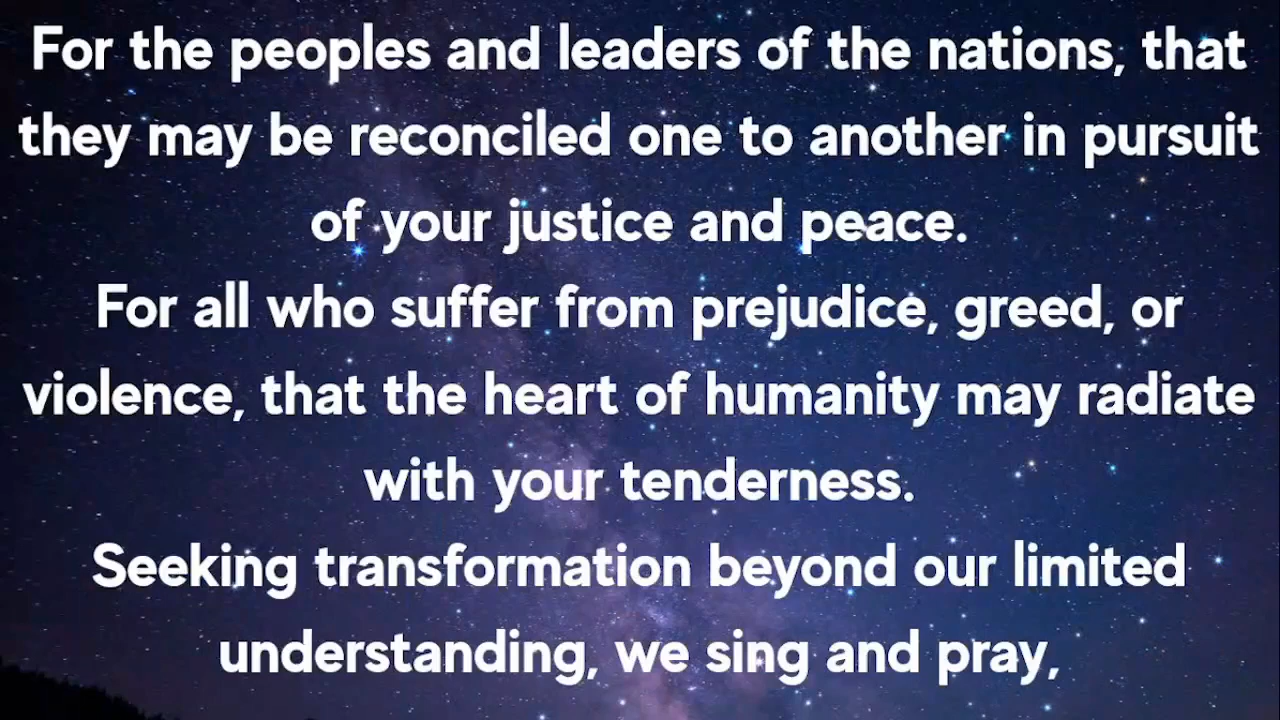 For the peoples and leaders of the nations, that
they may be reconciled one to another in pursuit
of your justice and peace.
For all who suffer from prejudice, greed, or
violence, that the heart of humanity may radiate
with your tenderness.
Seeking transformation beyond our limited
understanding, we sing and pray,